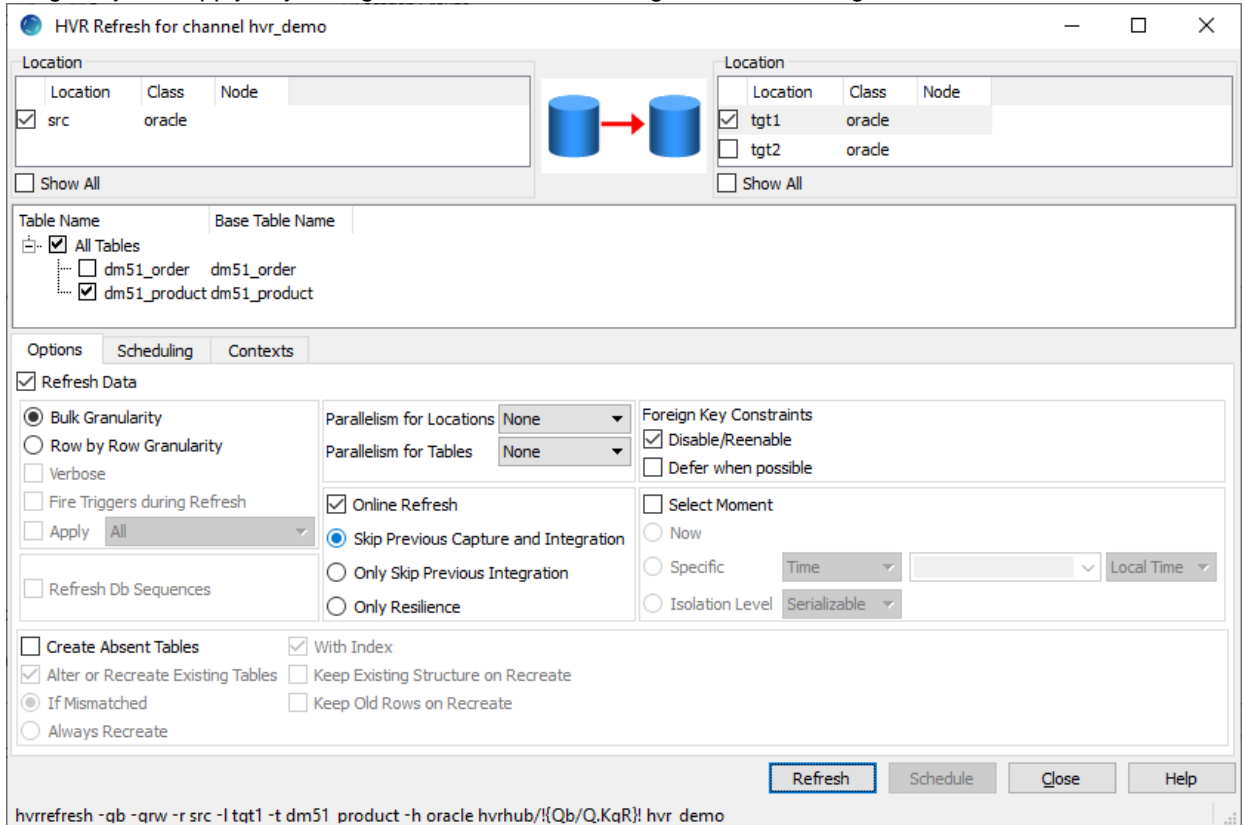 HVR Refresh for channel hvr_demo
Location
Location Class Node
src oracle
Show All
Location
Location Class Node
tgt1 oracle
tgt2 oracle
Show All
Table Name Base Table Name
All Tables
dm51_order dm51_order
dm51_product dm51_product
Options Scheduling Contexts
Refresh Data
Bulk Granularity
Row by Row Granularity
Verbose
Fire Triggers during Refresh
Apply All
Refresh Db Sequences
Parallelism for Locations None
Parallelism for Tables None
Online Refresh
Skip Previous Capture and Integration
Only Skip Previous Integration
Only Resilience
Foreign Key Constraints
Disable/Reenable
Defer when possible
Select Moment
Now
Specific Time Local Time
Isolation Level Serializable
Create Absent Tables
With Index
Alter or Recreate Existing Tables
Keep Existing Structure on Recreate
If Mismatched
Keep Old Rows on Recreate
Always Recreate
Refresh Schedule Close Help
hvrrefresh -gb -qrw -r src -l tgt1 -t dm51_product -h oracle hvrhub/!{Qb/Q.KgR}! hvr_demo